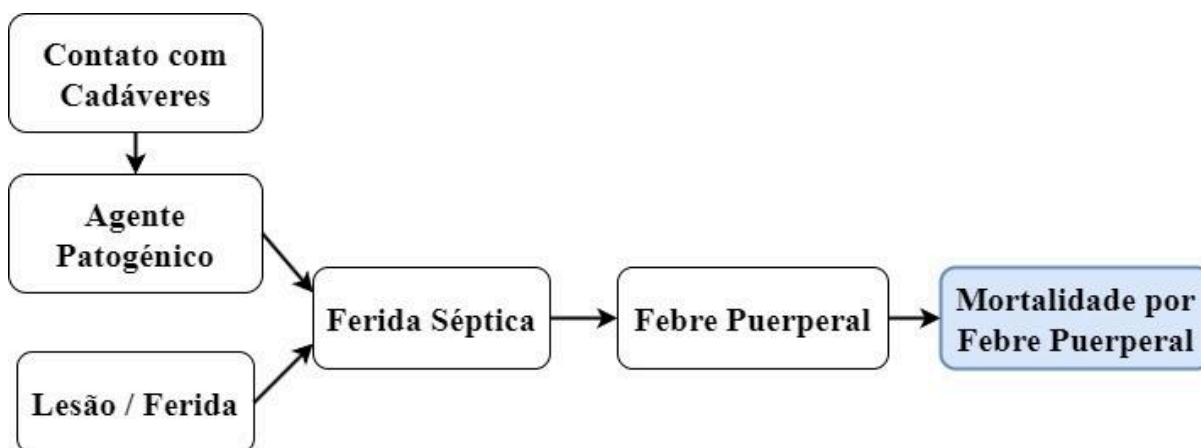 Contato com
Cadáveres
Agente
Patogénico
Lesão / Ferida
Ferida Séptica
Febre Puerperal
Mortalidade por
Febre Puerperal